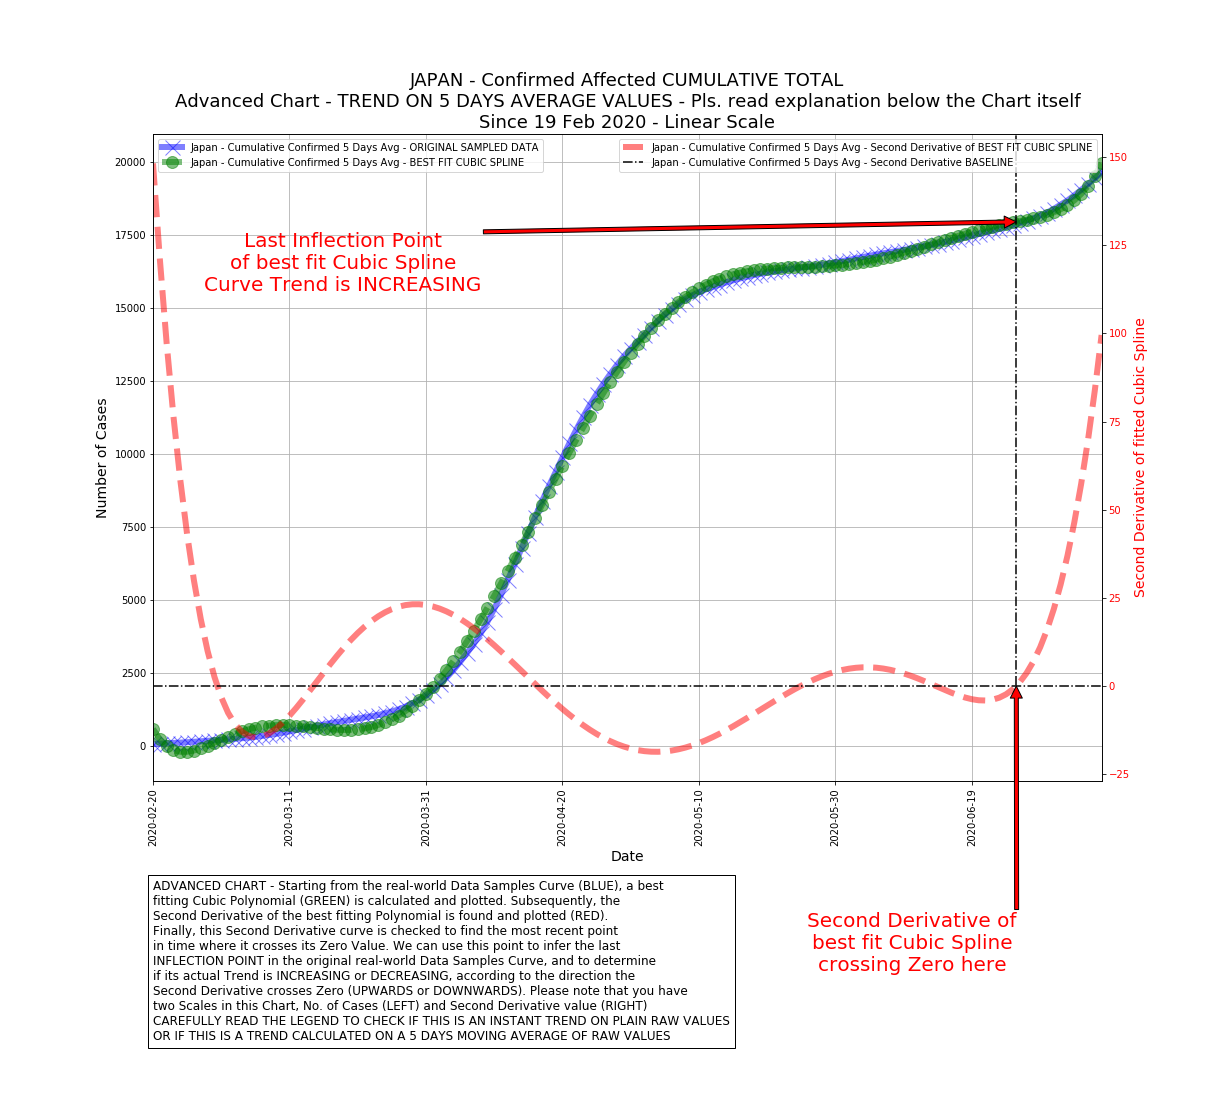 JAPAN - Confirmed Affected CUMULATIVE TOTAL
Advanced Chart - TREND ON 5 DAYS AVERAGE VALUES - Pls. read explanation below the Chart itself
Since 19 Feb 2020 - Linear Scale
Japan - Cumulative Confirmed 5 Days Avg - ORIGINAL SAMPLED DATA
Japan - Cumulative Confirmed 5 Days Avg - BEST FIT CUBIC SPLINE
Japan - Cumulative Confirmed 5 Days Avg - Second Derivative of BEST FIT CUBIC SPLINE
Japan - Cumulative Confirmed 5 Days Avg - Second Derivative BASELINE
Last Inflection Point
of best fit Cubic Spline
Curve Trend is INCREASING
Number of Cases
20000
17500
15000
12500
10000
7500
5000
2500
0
150
125
100
75
50
25
0
−25
Second Derivative of fitted Cubic Spline
2020-02-20
2020-03-11
2020-03-31
2020-04-20
2020-05-10
2020-05-30
2020-06-19
Date
ADVANCED CHART - Starting from the real-world Data Samples Curve (BLUE), a best
fitting Cubic Polynomial (GREEN) is calculated and plotted. Subsequently, the
Second Derivative of the best fitting Polynomial is found and plotted (RED).
Finally, this Second Derivative curve is checked to find the most recent point
in time where it crosses its Zero Value. We can use this point to infer the last
INFLECTION POINT in the original real-world Data Samples Curve, and to determine
if its actual Trend is INCREASING or DECREASING, according to the direction the
Second Derivative crosses Zero (UPWARDS or DOWNWARDS). Please note that you have
two Scales in this Chart, No. of Cases (LEFT) and Second Derivative value (RIGHT)
CAREFULLY READ THE LEGEND TO CHECK IF THIS IS AN INSTANT TREND ON PLAIN RAW VALUES
OR IF THIS IS A TREND CALCULATED ON A 5 DAYS MOVING AVERAGE OF RAW VALUES
Second Derivative of
best fit Cubic Spline
crossing Zero here